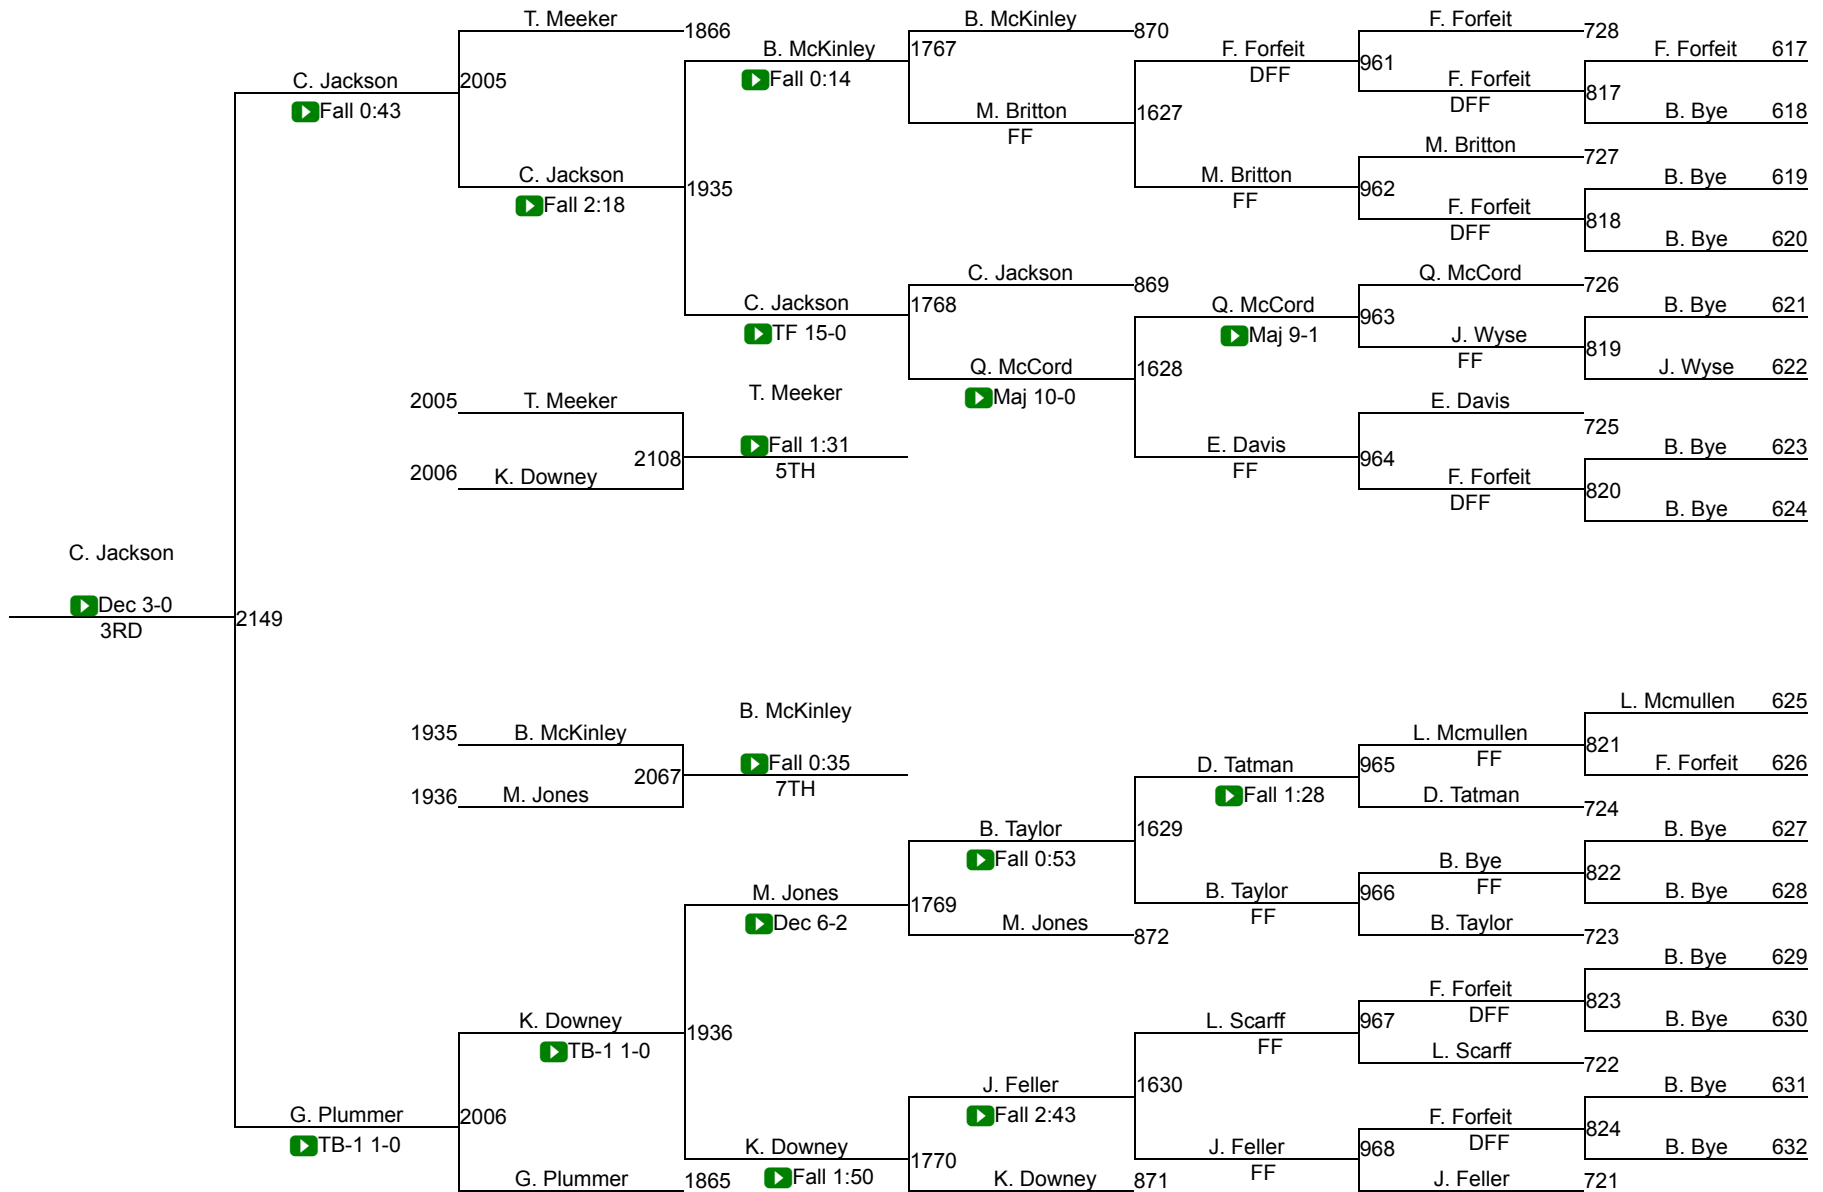 T. Meeker
1866
B. McKinley
870
F. Forfeit
728
B. McKinley
1767
F. Forfeit
F. Forfeit 617
C. Jackson
2005
Fall 0:14
DFF
961
F. Forfeit
817
Fall 0:43
M. Britton
1627
DFF
B. Bye 618
FF
M. Britton
727
C. Jackson
1935
M. Britton
962
B. Bye 619
Fall 2:18
FF
F. Forfeit
818
DFF
B. Bye 620
C. Jackson
869
Q. McCord
726
C. Jackson
1768
Q. McCord
963
B. Bye 621
TF 15-0
Maj 9-1
J. Wyse
819
Q. McCord
1628
FF
J. Wyse 622
2005 T. Meeker
T. Meeker
Maj 10-0
E. Davis
725
Fall 1:31
E. Davis
964
B. Bye 623
2108
5TH
FF
F. Forfeit
820
2006 K. Downey
DFF
B. Bye 624
C. Jackson
Dec 3-0
3RD
2149
L. Mcmullen 625
B. McKinley
1935 B. McKinley
L. Mcmullen
821
Fall 0:35
D. Tatman
965
FF
F. Forfeit 626
2067
7TH
Fall 1:28
1936 M. Jones
D. Tatman
724
B. Taylor
1629
B. Bye 627
Fall 0:53
B. Bye
822
M. Jones
1769
B. Taylor
966
FF
B. Bye 628
Dec 6-2
M. Jones
872
FF
B. Taylor
723
B. Bye 629
F. Forfeit
823
K. Downey
1936
L. Scarff
967
DFF
B. Bye 630
TB-1 1-0
FF
L. Scarff
722
J. Feller
1630
B. Bye 631
G. Plummer
2006
Fall 2:43
F. Forfeit
824
TB-1 1-0
K. Downey
1770
J. Feller
968
DFF
B. Bye 632
G. Plummer
1865
Fall 1:50
K. Downey
871
FF
J. Feller
721